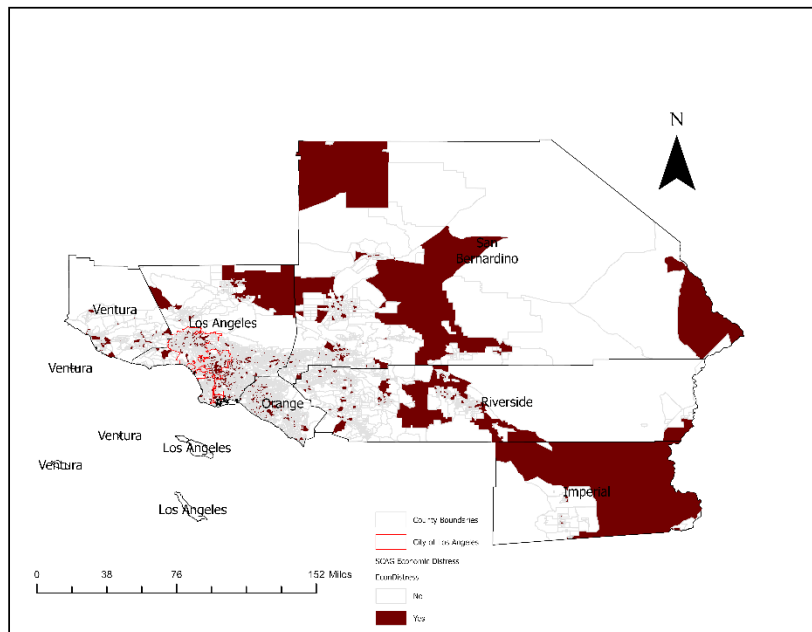 N
San
Bernardino
Ventura
Los Angeles
Ventura
Orange
Riverside
Ventura
Los Angeles
Ventura
Imperial
Los Angeles
County Boundaries
City of Los Angeles
SCAG Economic Distress
EconDistress
No
Yes
0 38 76 152 Miles